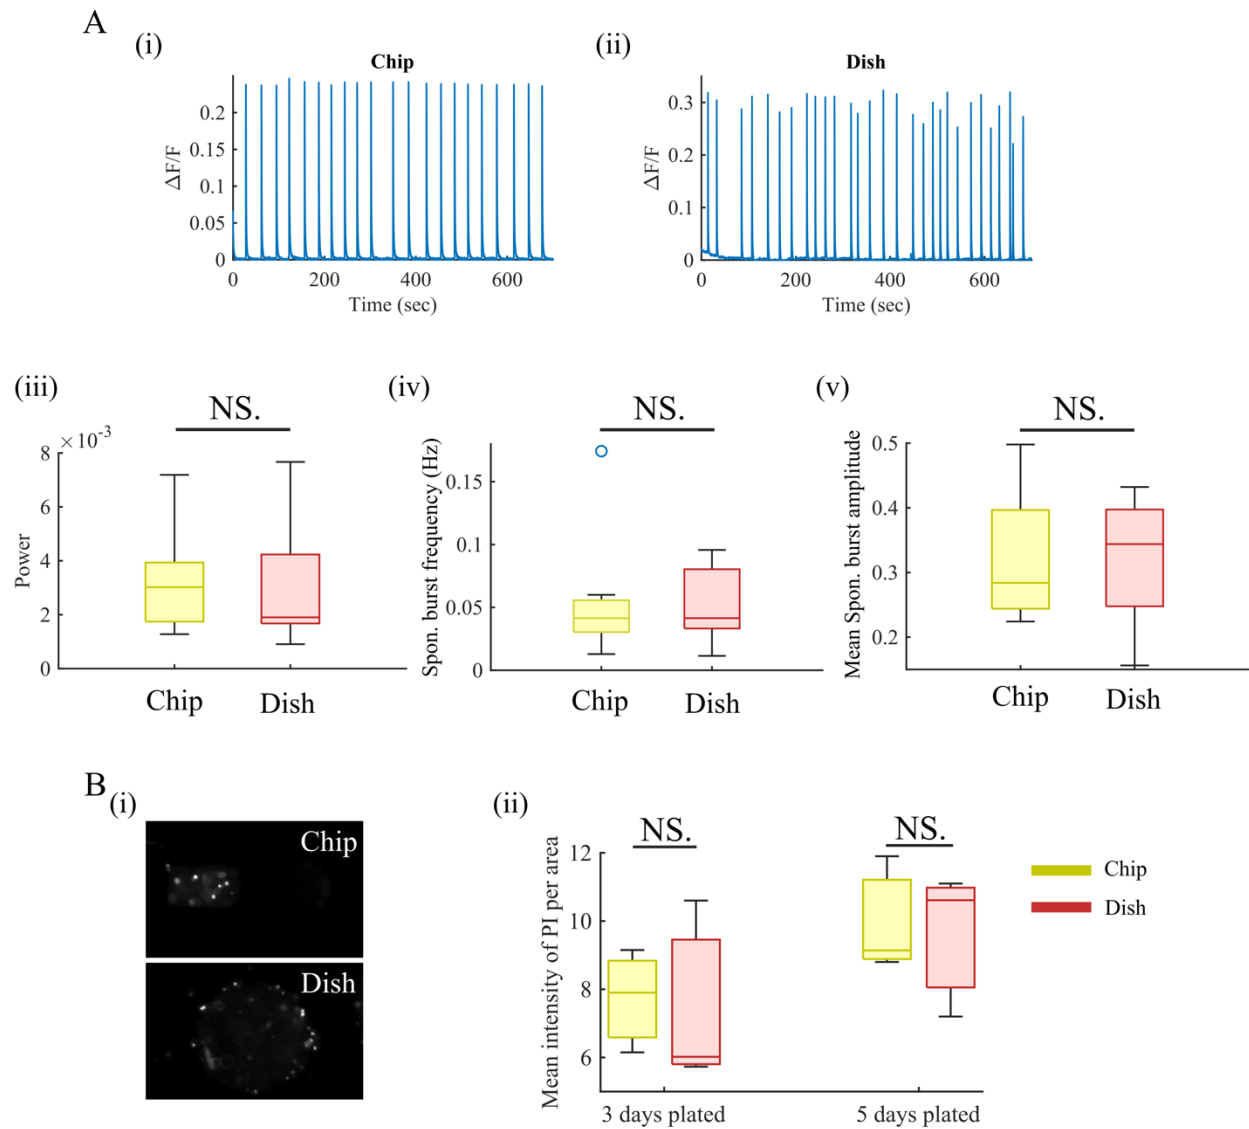 A
(i)
Chip
ΔF/F
0.2
0.15
0.1
0.05
0
0 200 400 600
Time (sec)
(ii)
Dish
ΔF/F
0.3
0.2
0.1
0
0 200 400 600
Time (sec)
(iii)
NS.
×10⁻³
Power
8
6
4
2
0
Chip Dish
(iv)
NS.
Spon. burst frequency (Hz)
0.15
0.1
0.05
0
Chip Dish
(v)
NS.
Mean Spon. burst amplitude
0.5
0.4
0.3
0.2
Chip Dish
B
(i)
Chip
Dish
(ii)
NS. NS.
Mean intensity of PI per area
12
10
8
6
3 days plated 5 days plated
Chip
Dish